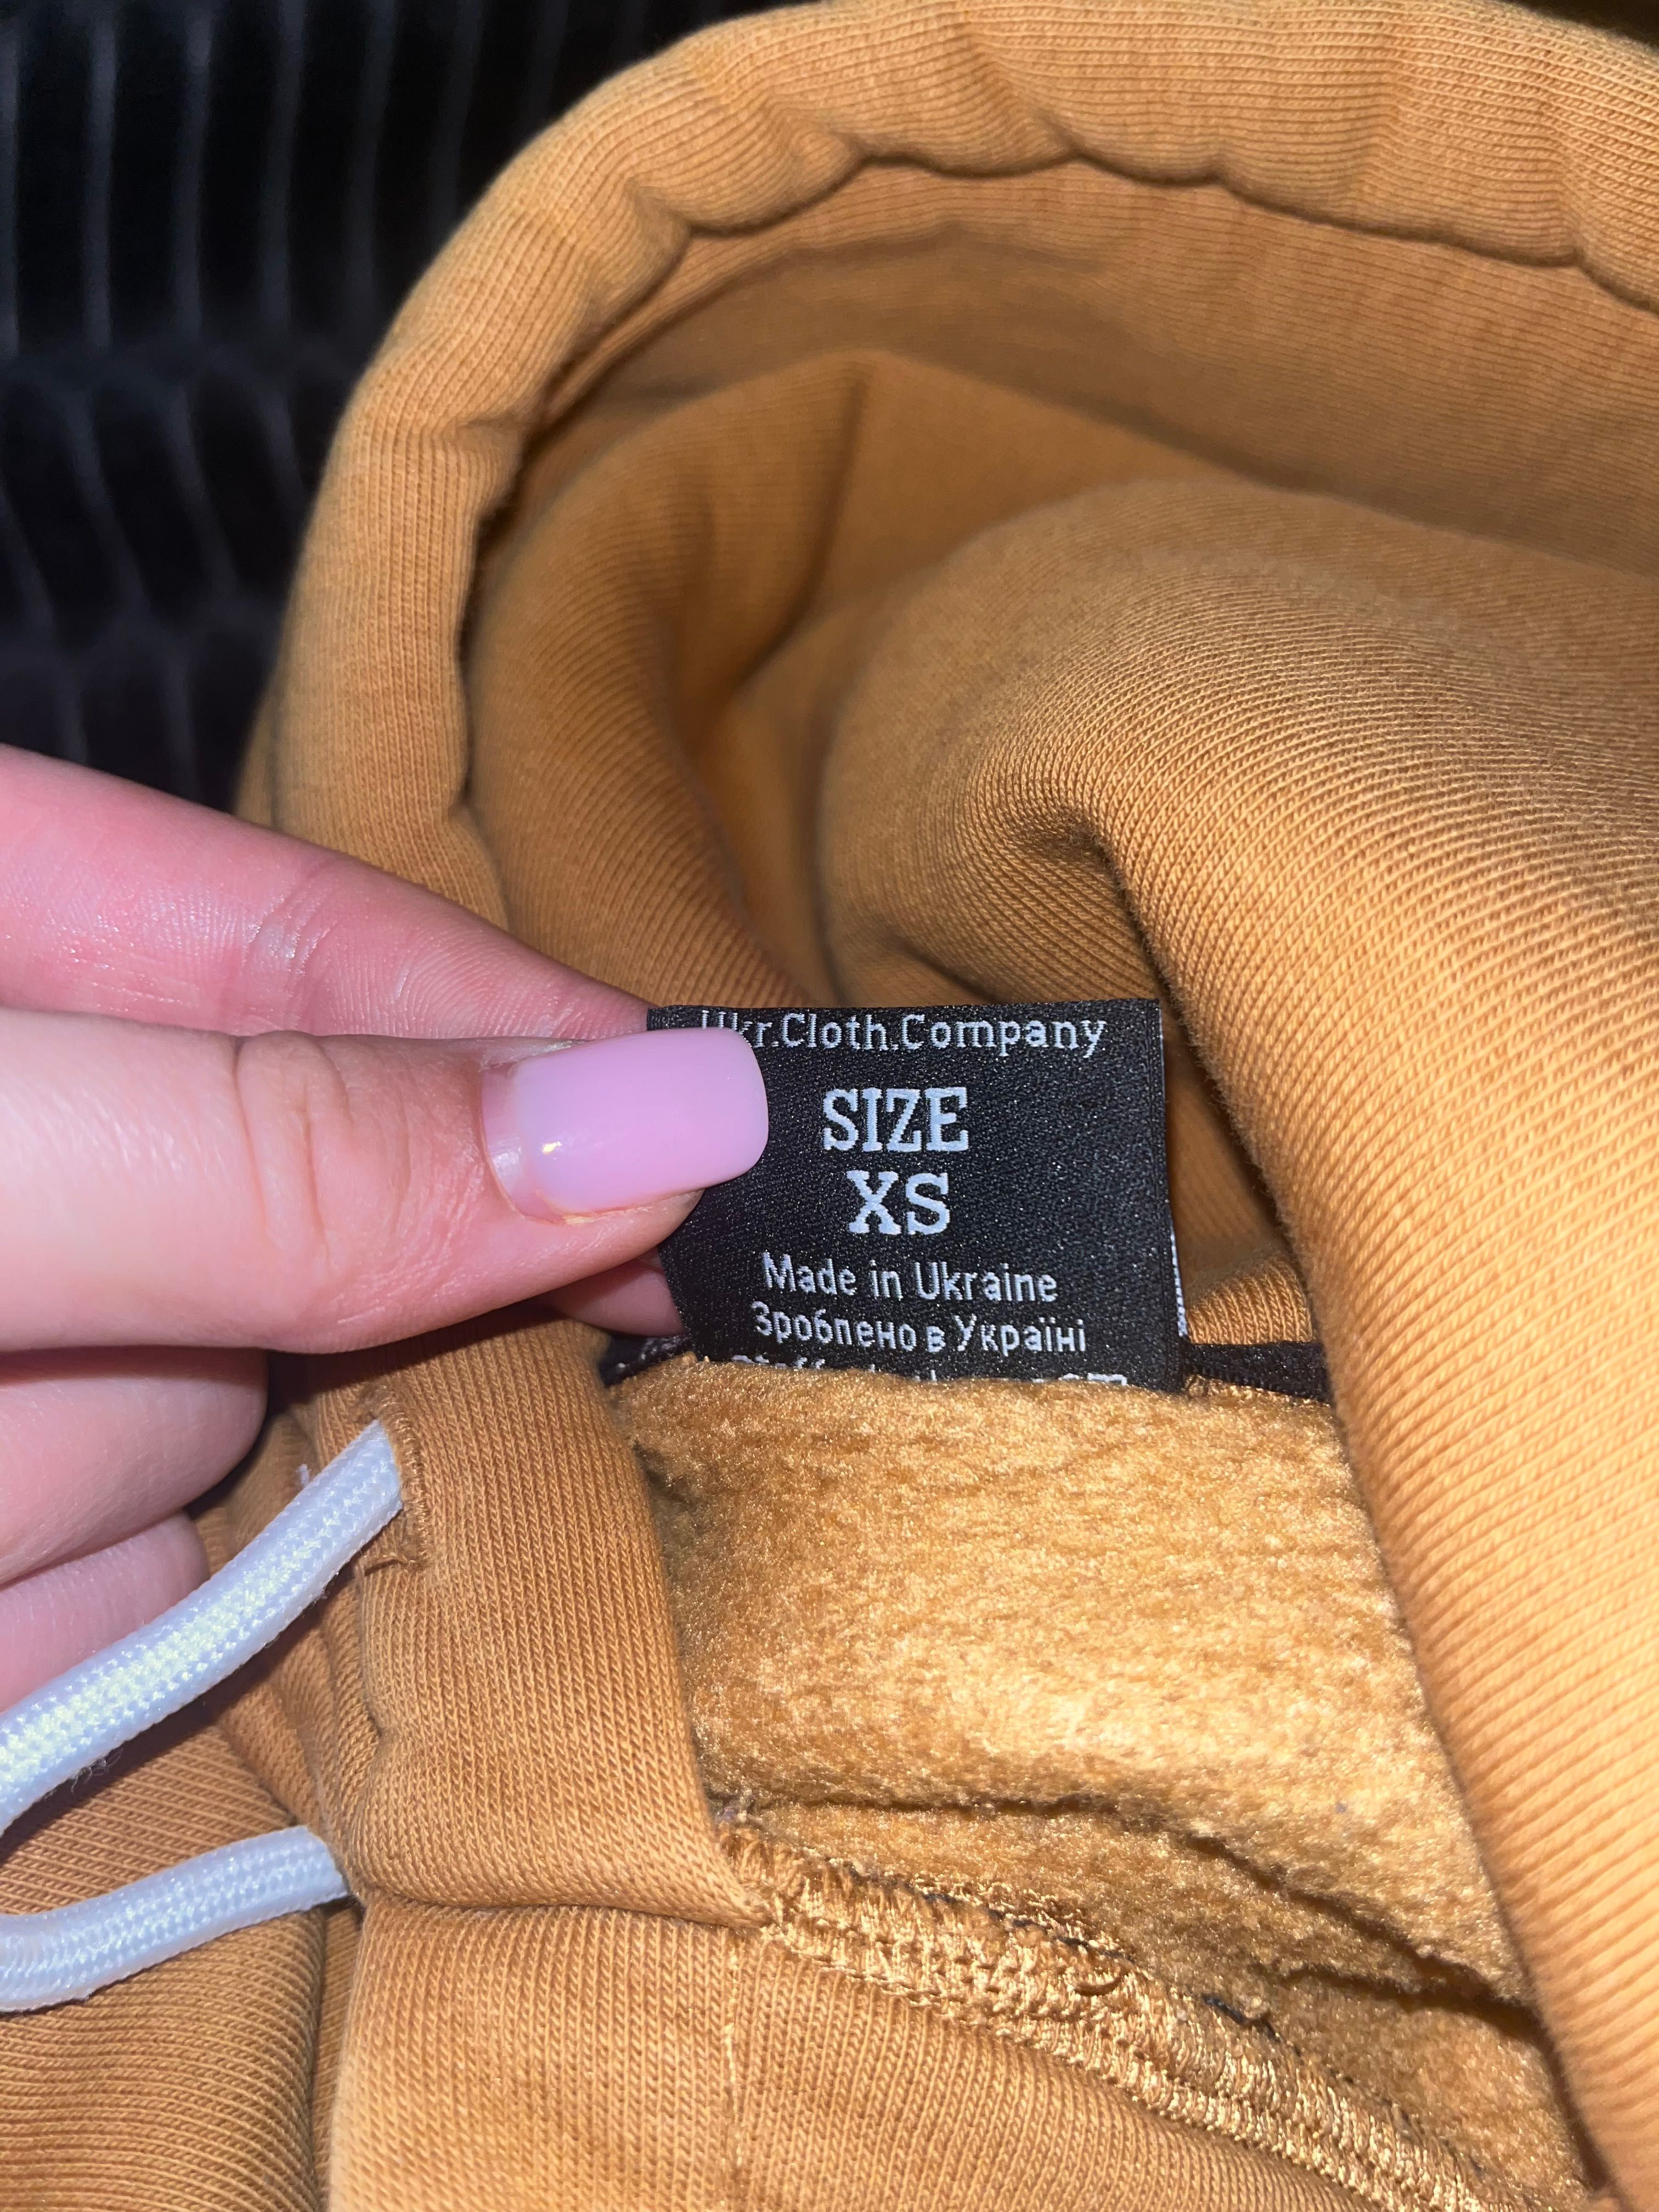 Ukr.Cloth.Company
SIZE
XS
Made in Ukraine
Зроблено в Україні